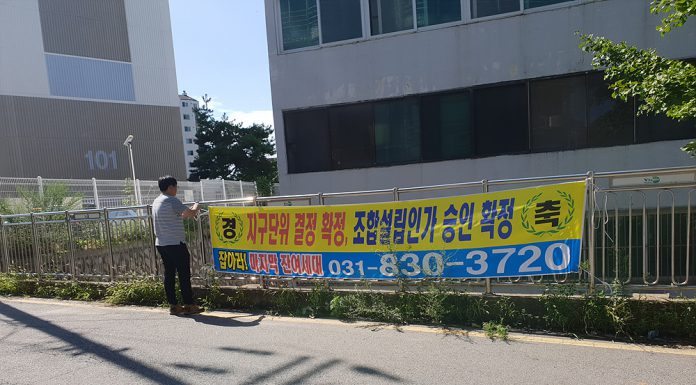 101
경 지구단위 결정 확정, 조합설립인가 승인 확정 축
잡아라! 마지막 잔여세대 031-830-3720